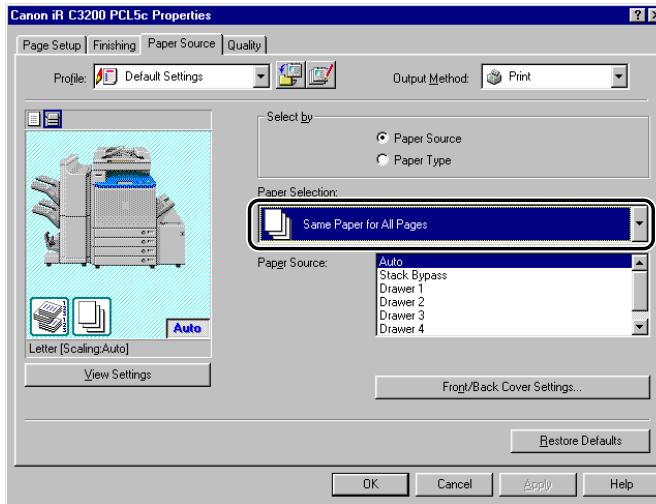 Canon iR C3200 PCL5c Properties
Page Setup Finishing Paper Source Quality
Profile: Default Settings Output Method: Print
Select by
Paper Source
Paper Type
Paper Selection:
Same Paper for All Pages
Paper Source:
Auto
Stack Bypass
Drawer 1
Drawer 2
Drawer 3
Drawer 4
Auto
Letter [Scaling:Auto]
View Settings
Front/Back Cover Settings...
Restore Defaults
OK Cancel Apply Help